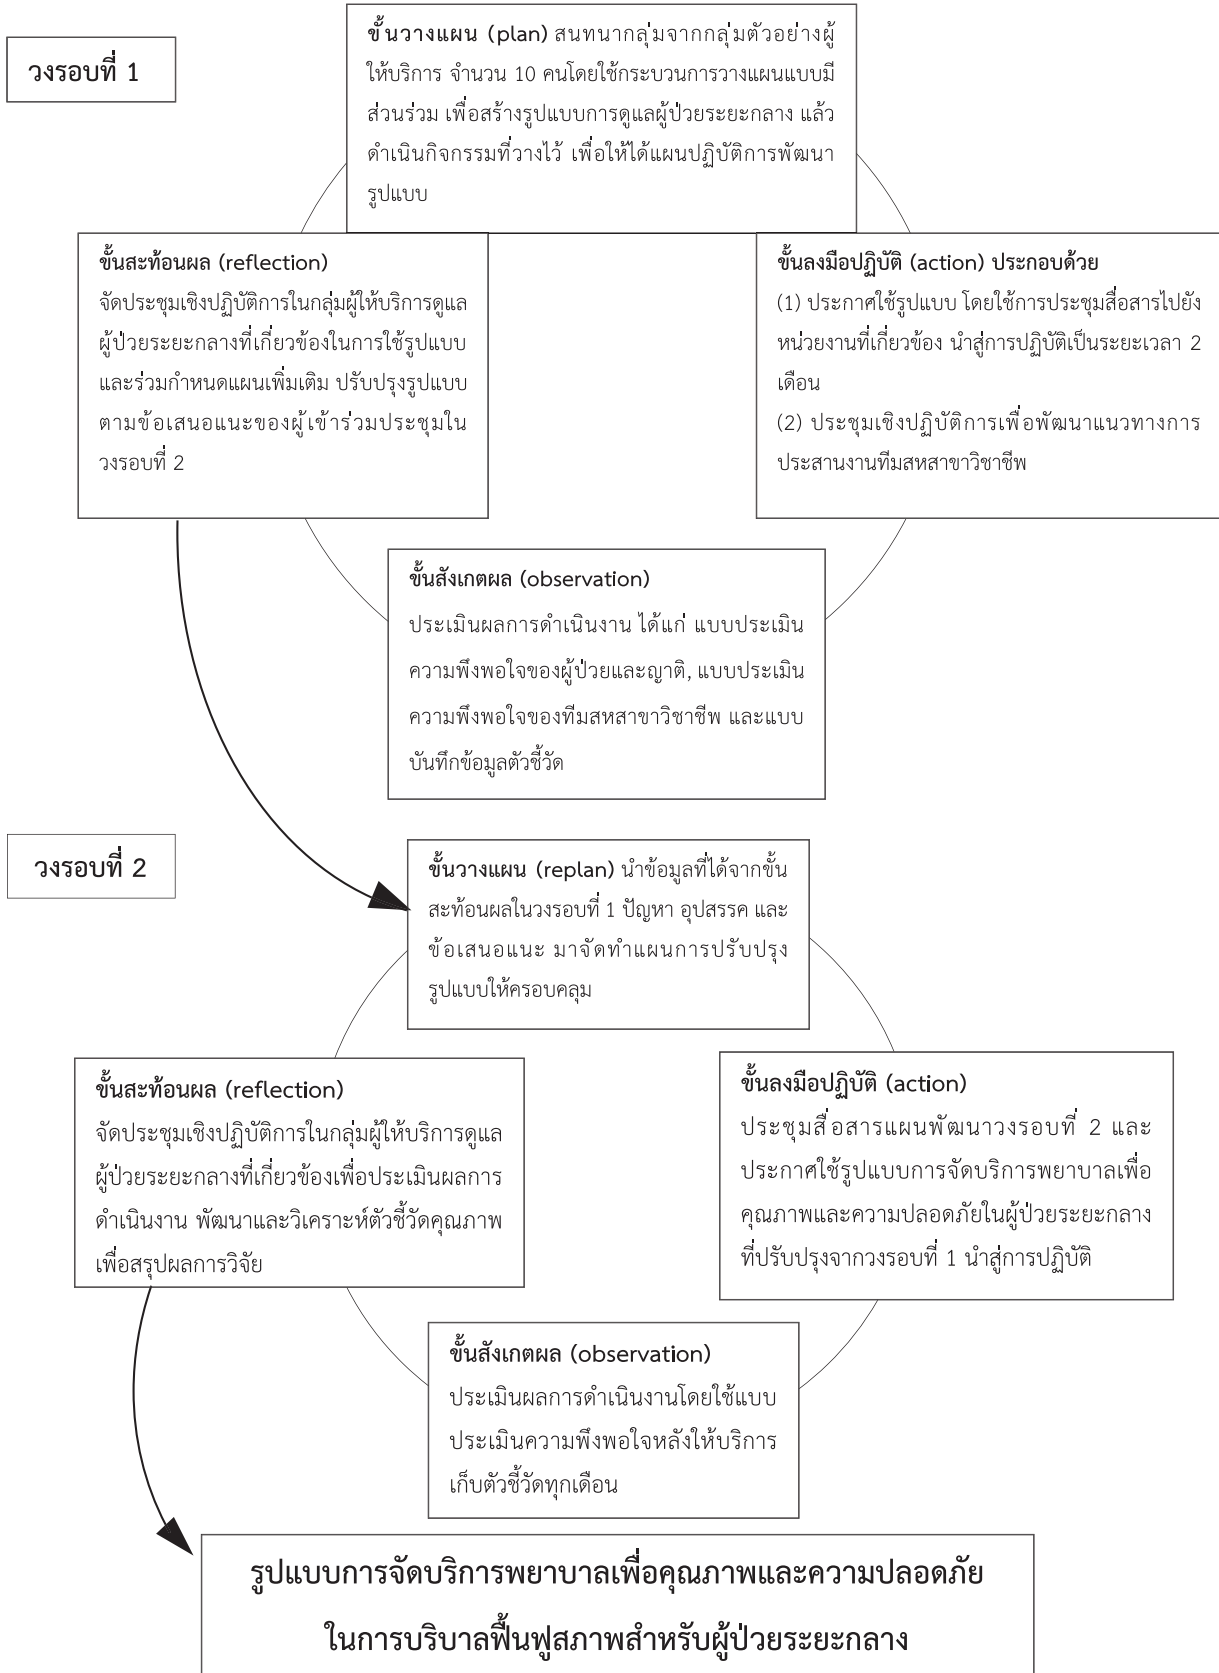 วงรอบที่ 1
ขั้นวางแผน (plan) สนทนากลุ่มจากกลุ่มตัวอย่างผู้
ให้บริการ จำนวน 10 คนโดยใช้กระบวนการวางแผนแบบมี
ส่วนร่วม เพื่อสร้างรูปแบบการดูแลผู้ป่วยระยะกลาง แล้ว
ดำเนินกิจกรรมที่วางไว้ เพื่อให้ได้แผนปฏิบัติการพัฒนา
รูปแบบ
ขั้นสะท้อนผล (reflection)
จัดประชุมเชิงปฏิบัติการในกลุ่มผู้ให้บริการดูแล
ผู้ป่วยระยะกลางที่เกี่ยวข้องในการใช้รูปแบบ
และร่วมกำหนดแผนเพิ่มเติม ปรับปรุงรูปแบบ
ตามข้อเสนอแนะของผู้เข้าร่วมประชุมใน
วงรอบที่ 2
ขั้นลงมือปฏิบัติ (action) ประกอบด้วย
(1) ประกาศใช้รูปแบบ โดยใช้การประชุมสื่อสารไปยัง
หน่วยงานที่เกี่ยวข้อง นำสู่การปฏิบัติเป็นระยะเวลา 2
เดือน
(2) ประชุมเชิงปฏิบัติการเพื่อพัฒนาแนวทางการ
ประสานงานทีมสหสาขาวิชาชีพ
ขั้นสังเกตผล (observation)
ประเมินผลการดำเนินงาน ได้แก่ แบบประเมิน
ความพึงพอใจของผู้ป่วยและญาติ, แบบประเมิน
ความพึงพอใจของทีมสหสาขาวิชาชีพ และแบบ
บันทึกข้อมูลตัวชี้วัด
วงรอบที่ 2
ขั้นวางแผน (replan) นำข้อมูลที่ได้จากขั้น
สะท้อนผลในวงรอบที่ 1 ปัญหา อุปสรรค และ
ข้อเสนอแนะ มาจัดทำแผนการปรับปรุง
รูปแบบให้ครอบคลุม
ขั้นสะท้อนผล (reflection)
จัดประชุมเชิงปฏิบัติการในกลุ่มผู้ให้บริการดูแล
ผู้ป่วยระยะกลางที่เกี่ยวข้องเพื่อประเมินผลการ
ดำเนินงาน พัฒนาและวิเคราะห์ตัวชี้วัดคุณภาพ
เพื่อสรุปผลการวิจัย
ขั้นลงมือปฏิบัติ (action)
ประชุมสื่อสารแผนพัฒนาวงรอบที่ 2 และ
ประกาศใช้รูปแบบการจัดบริการพยาบาลเพื่อ
คุณภาพและความปลอดภัยในผู้ป่วยระยะกลาง
ที่ปรับปรุงจากวงรอบที่ 1 นำสู่การปฏิบัติ
ขั้นสังเกตผล (observation)
ประเมินผลการดำเนินงานโดยใช้แบบ
ประเมินความพึงพอใจหลังให้บริการ
เก็บตัวชี้วัดทุกเดือน
รูปแบบการจัดบริการพยาบาลเพื่อคุณภาพและความปลอดภัย
ในการบริบาลฟื้นฟูสภาพสำหรับผู้ป่วยระยะกลาง